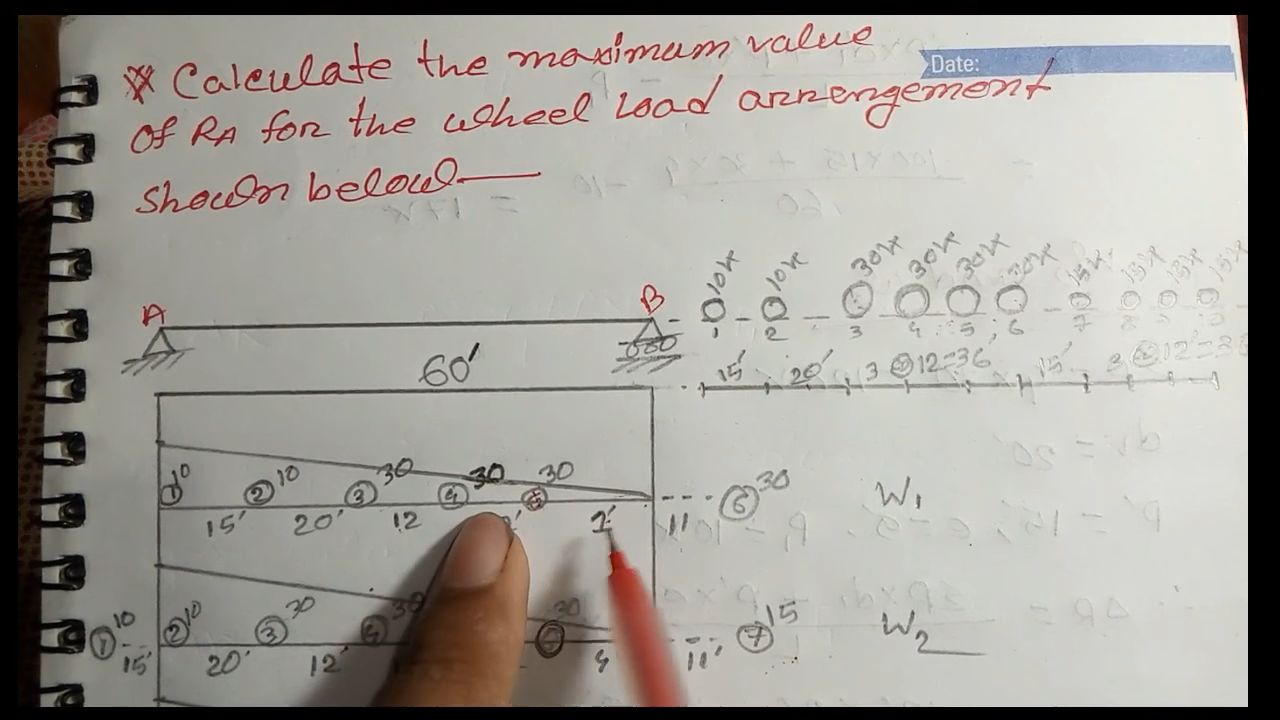 * Calculate the maximum value
Date:
Of RA for the wheel Load arrengement
Shown below—
A
B
10k 10k 30k 30k 30k 30k 15k 15k 15k 15k
1 2 3 4 5 6 7 8
60'
15' 20' 3 @ 12=36' 15' 3 @ 12'=36
① 10 ② 10 ③ 30 ④ 30 30 ⑥ 30 W1
15' 20' 12 1' 11
① 10 ② 10 ③ 30 30 30 ⑦ 15 W2
15' 20' 12' 4 11'